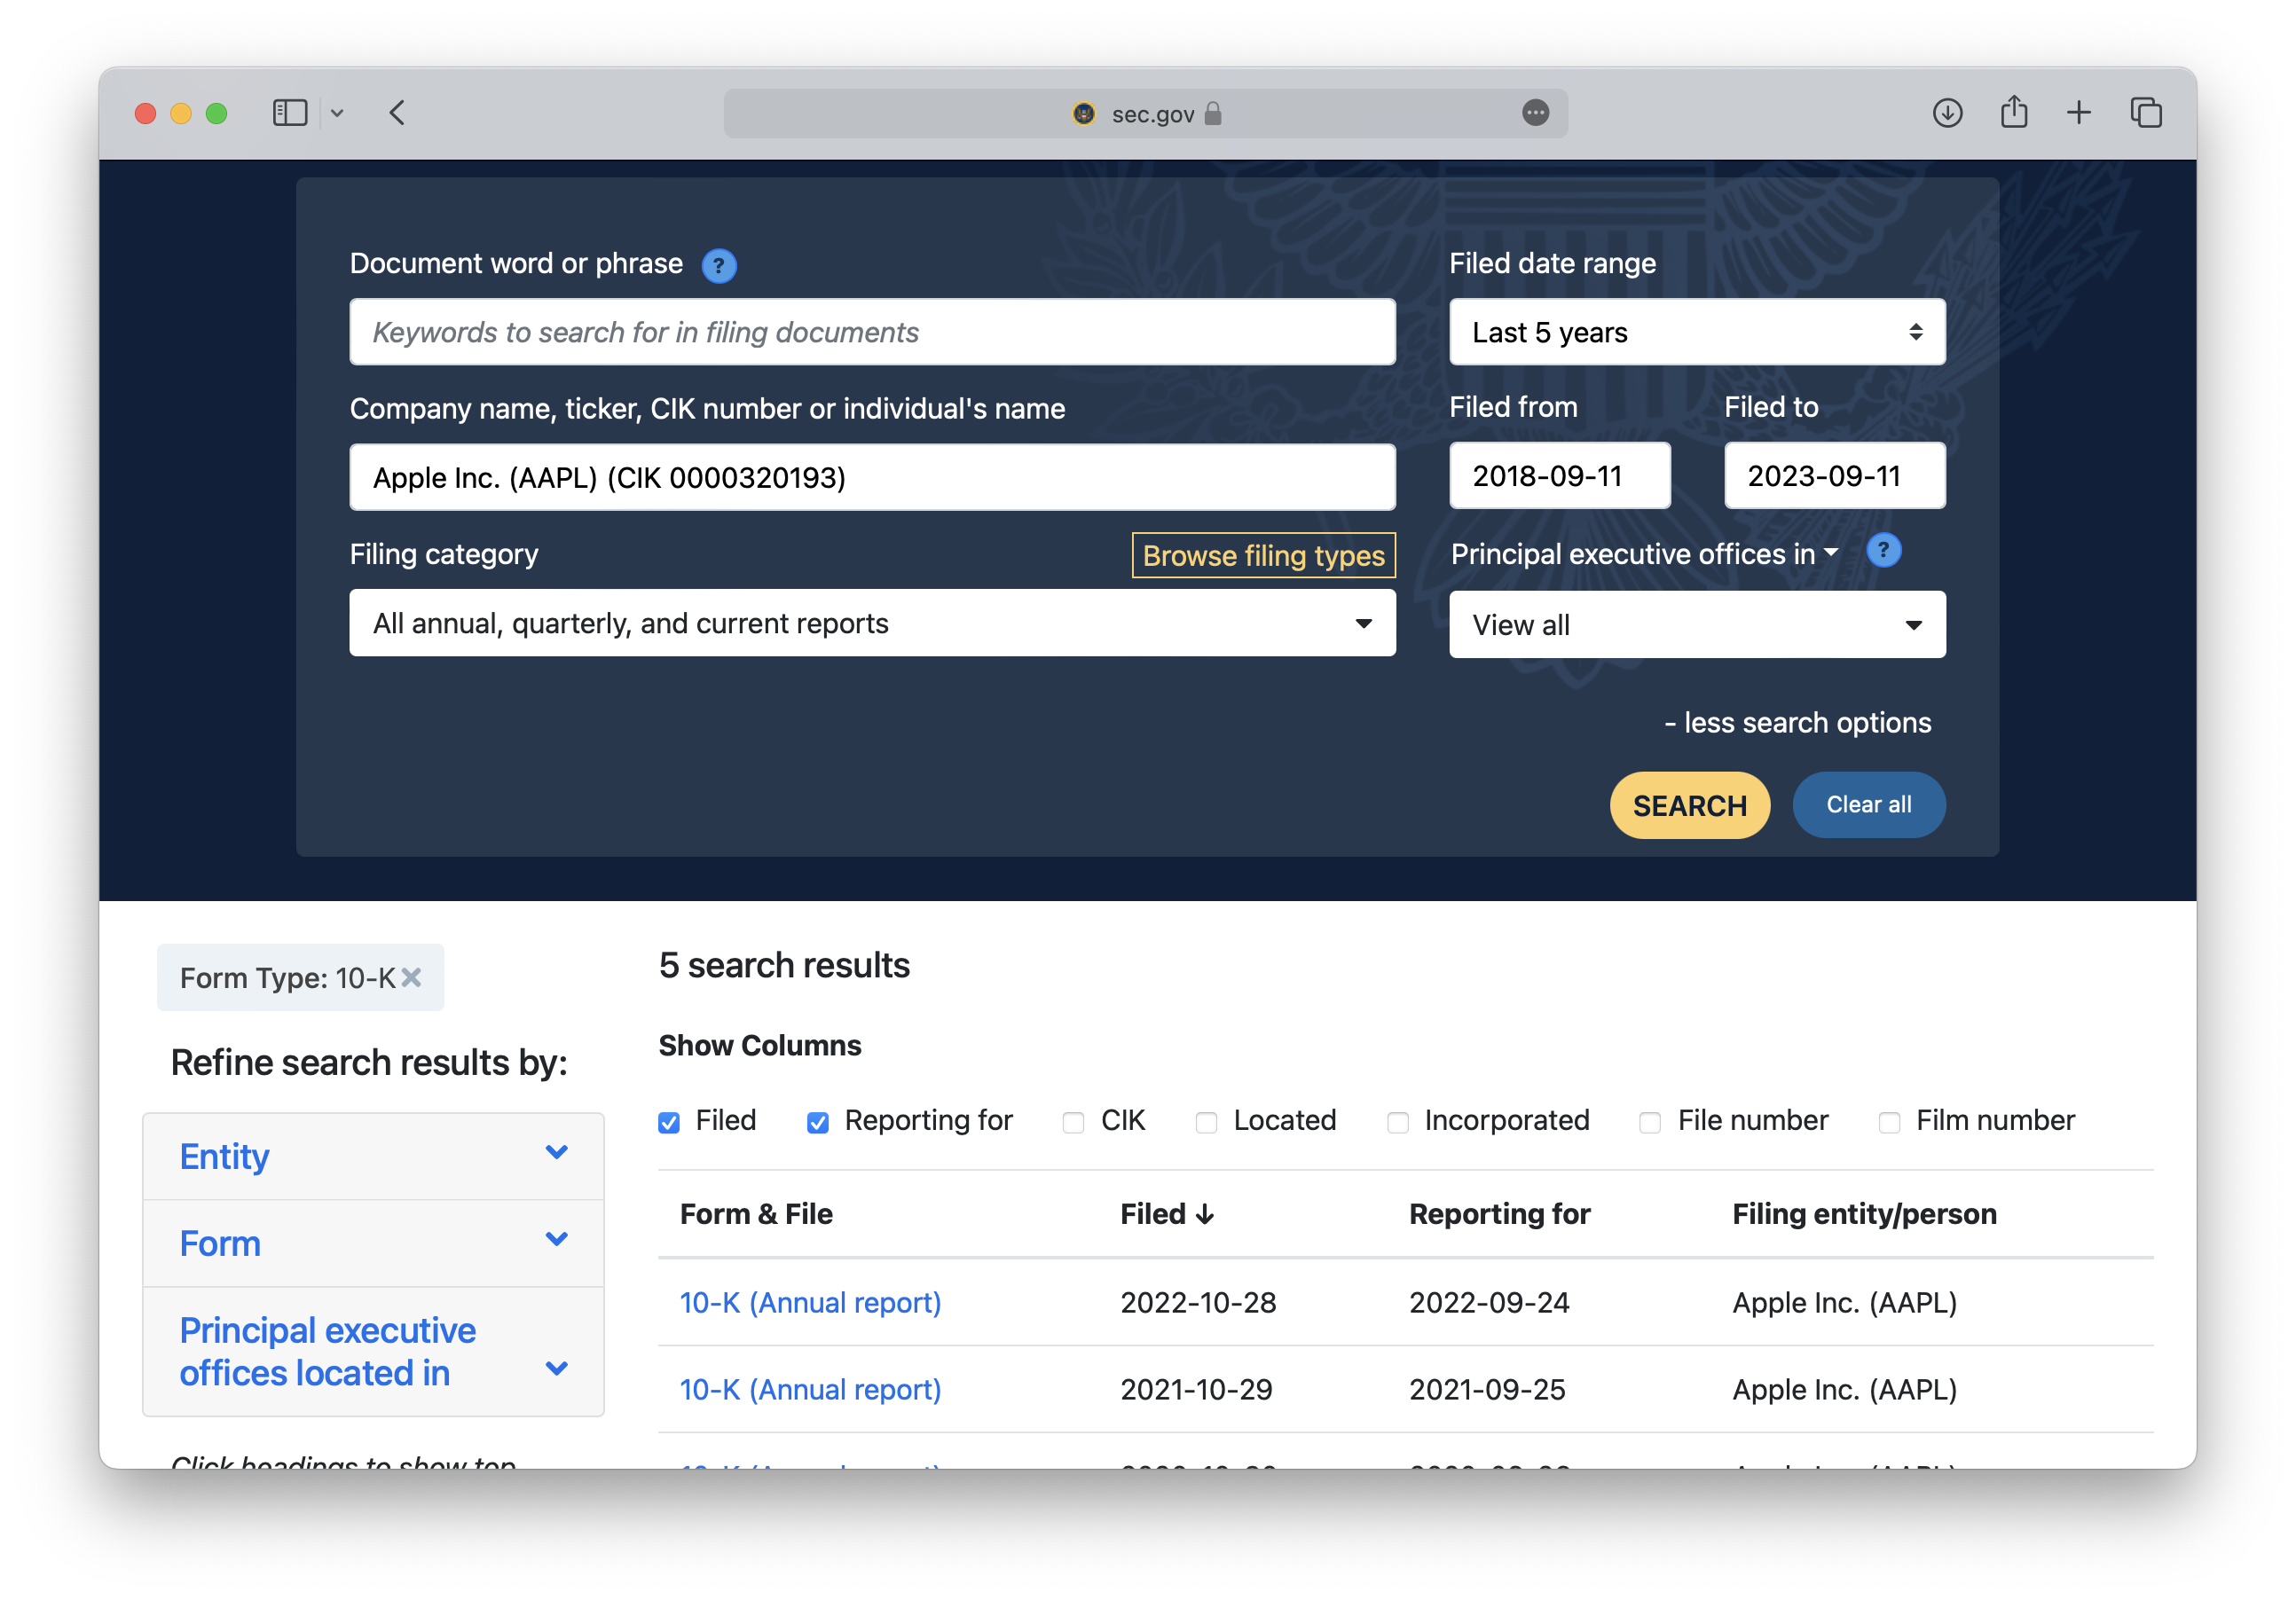 sec.gov
Document word or phrase ?
Keywords to search for in filing documents
Filed date range
Last 5 years
Company name, ticker, CIK number or individual's name
Apple Inc. (AAPL) (CIK 0000320193)
Filed from
Filed to
2018-09-11
2023-09-11
Filing category
Browse filing types
All annual, quarterly, and current reports
Principal executive offices in ?
View all
- less search options
SEARCH
Clear all
Form Type: 10-K
Refine search results by:
Entity
Form
Principal executive
offices located in
Click headings to show top
5 search results
Show Columns
Filed Reporting for CIK Located Incorporated File number Film number
Form & File Filed ↓ Reporting for Filing entity/person
10-K (Annual report) 2022-10-28 2022-09-24 Apple Inc. (AAPL)
10-K (Annual report) 2021-10-29 2021-09-25 Apple Inc. (AAPL)